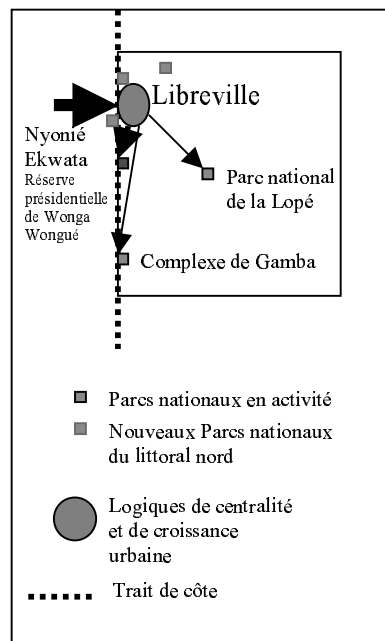 Libreville
Nyonié
Ekwata
Réserve
présidentielle
de Wonga
Wongué
Parc national
de la Lopé
Complexe de Gamba
Parcs nationaux en activité
Nouveaux Parcs nationaux
du littoral nord
Logiques de centralité
et de croissance
urbaine
Trait de côte